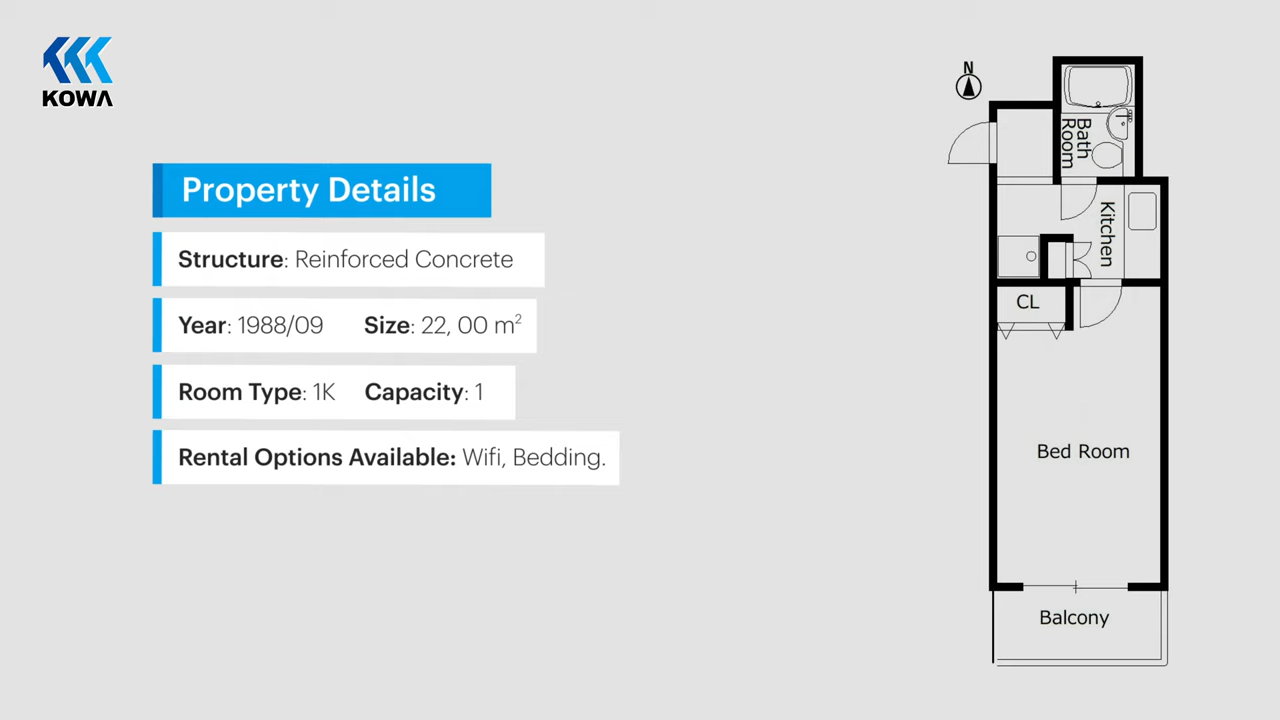 KOWA
Property Details
Structure: Reinforced Concrete
Year: 1988/09 Size: 22, 00 m²
Room Type: 1K Capacity: 1
Rental Options Available: Wifi, Bedding.
N
Bath
Room
Kitchen
CL
Bed Room
Balcony